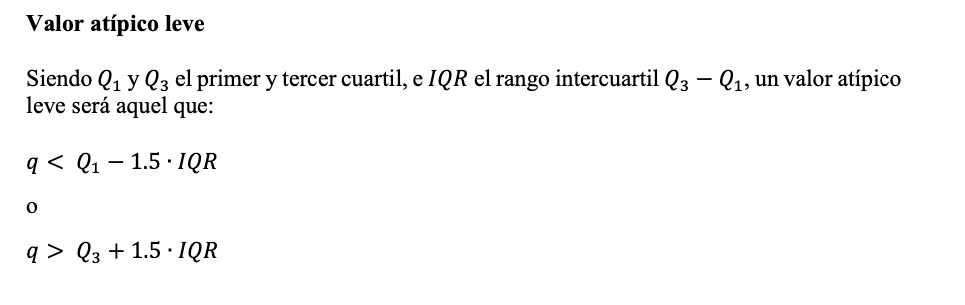 Valor atípico leve
Siendo Q₁ y Q₃ el primer y tercer cuartil, e IQR el rango intercuartil Q₃ − Q₁, un valor atípico
leve será aquel que:
q < Q₁ − 1.5 · IQR
o
q > Q₃ + 1.5 · IQR